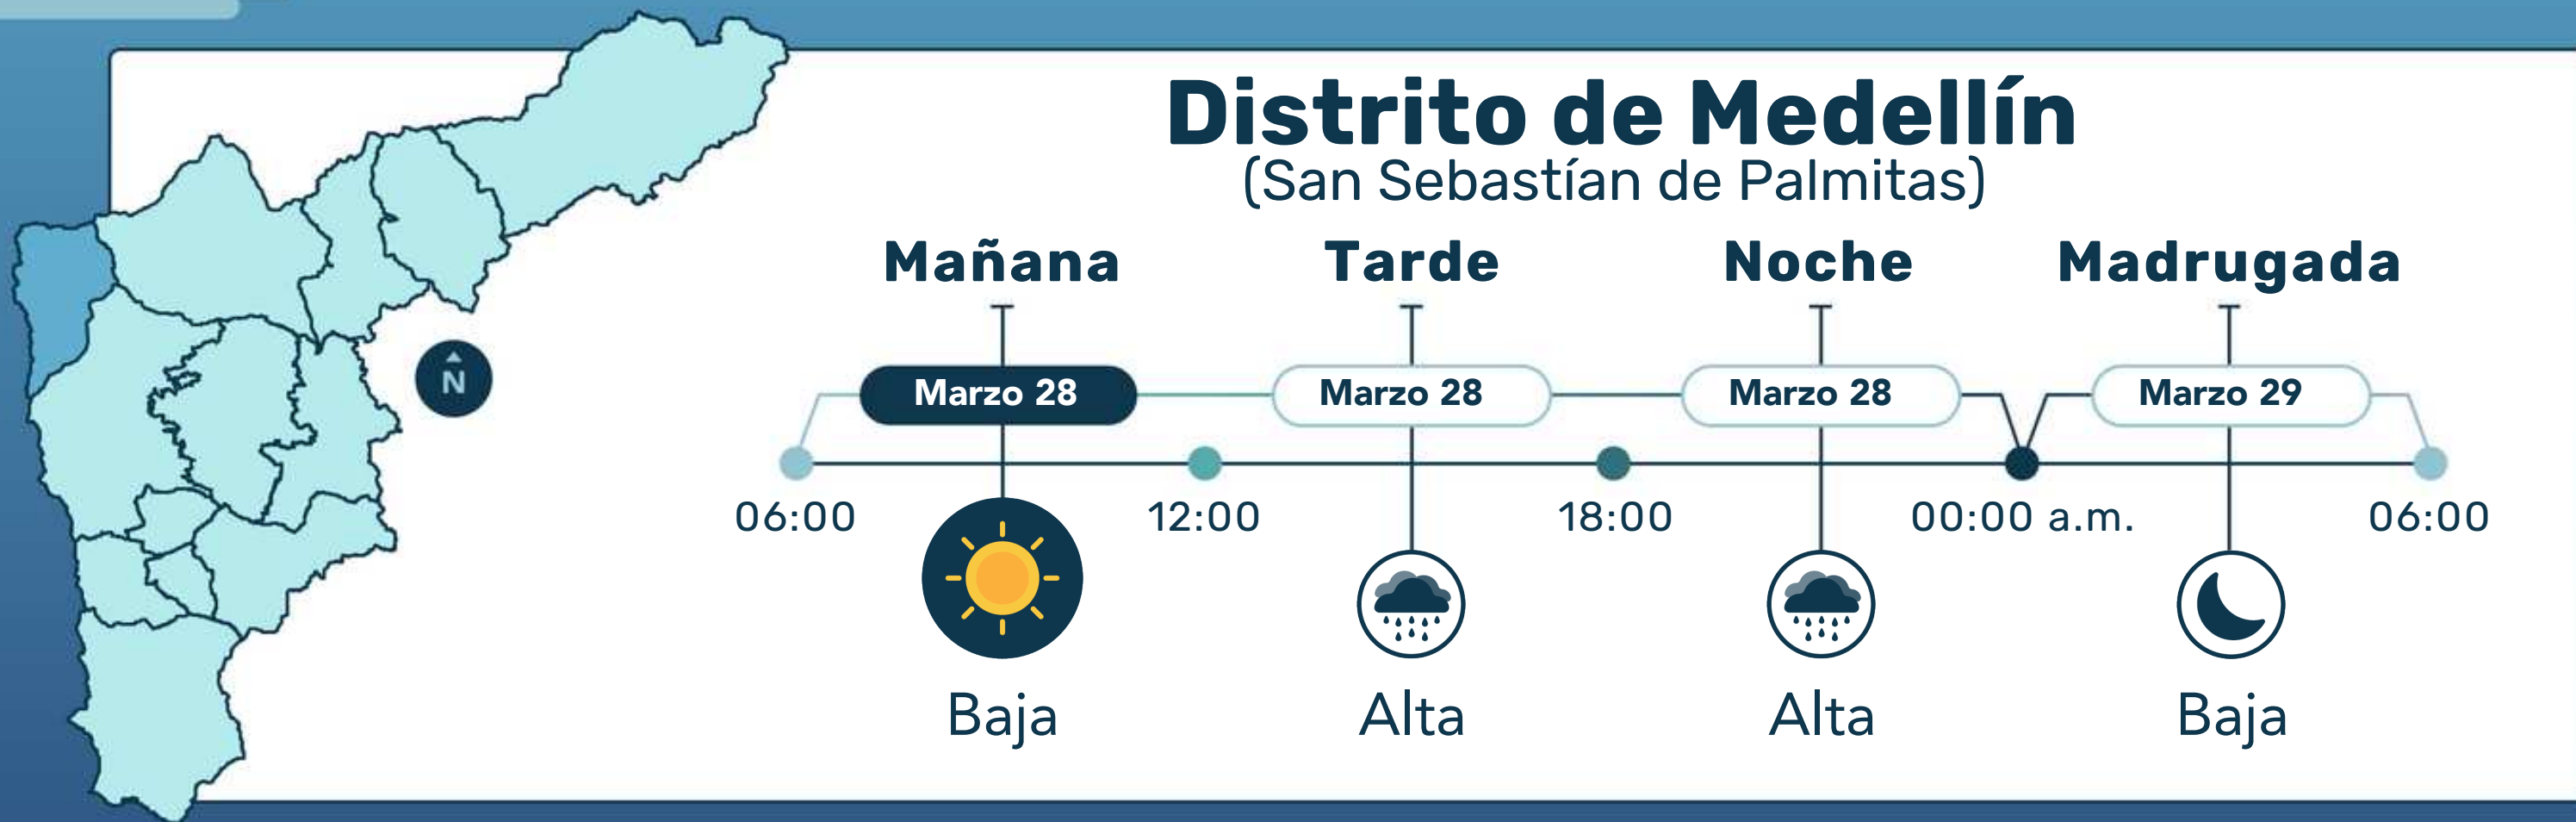 Distrito de Medellín
(San Sebastían de Palmitas)
Mañana Tarde Noche Madrugada
N
Marzo 28 Marzo 28 Marzo 28 Marzo 29
06:00 12:00 18:00 00:00 a.m. 06:00
Baja Alta Alta Baja